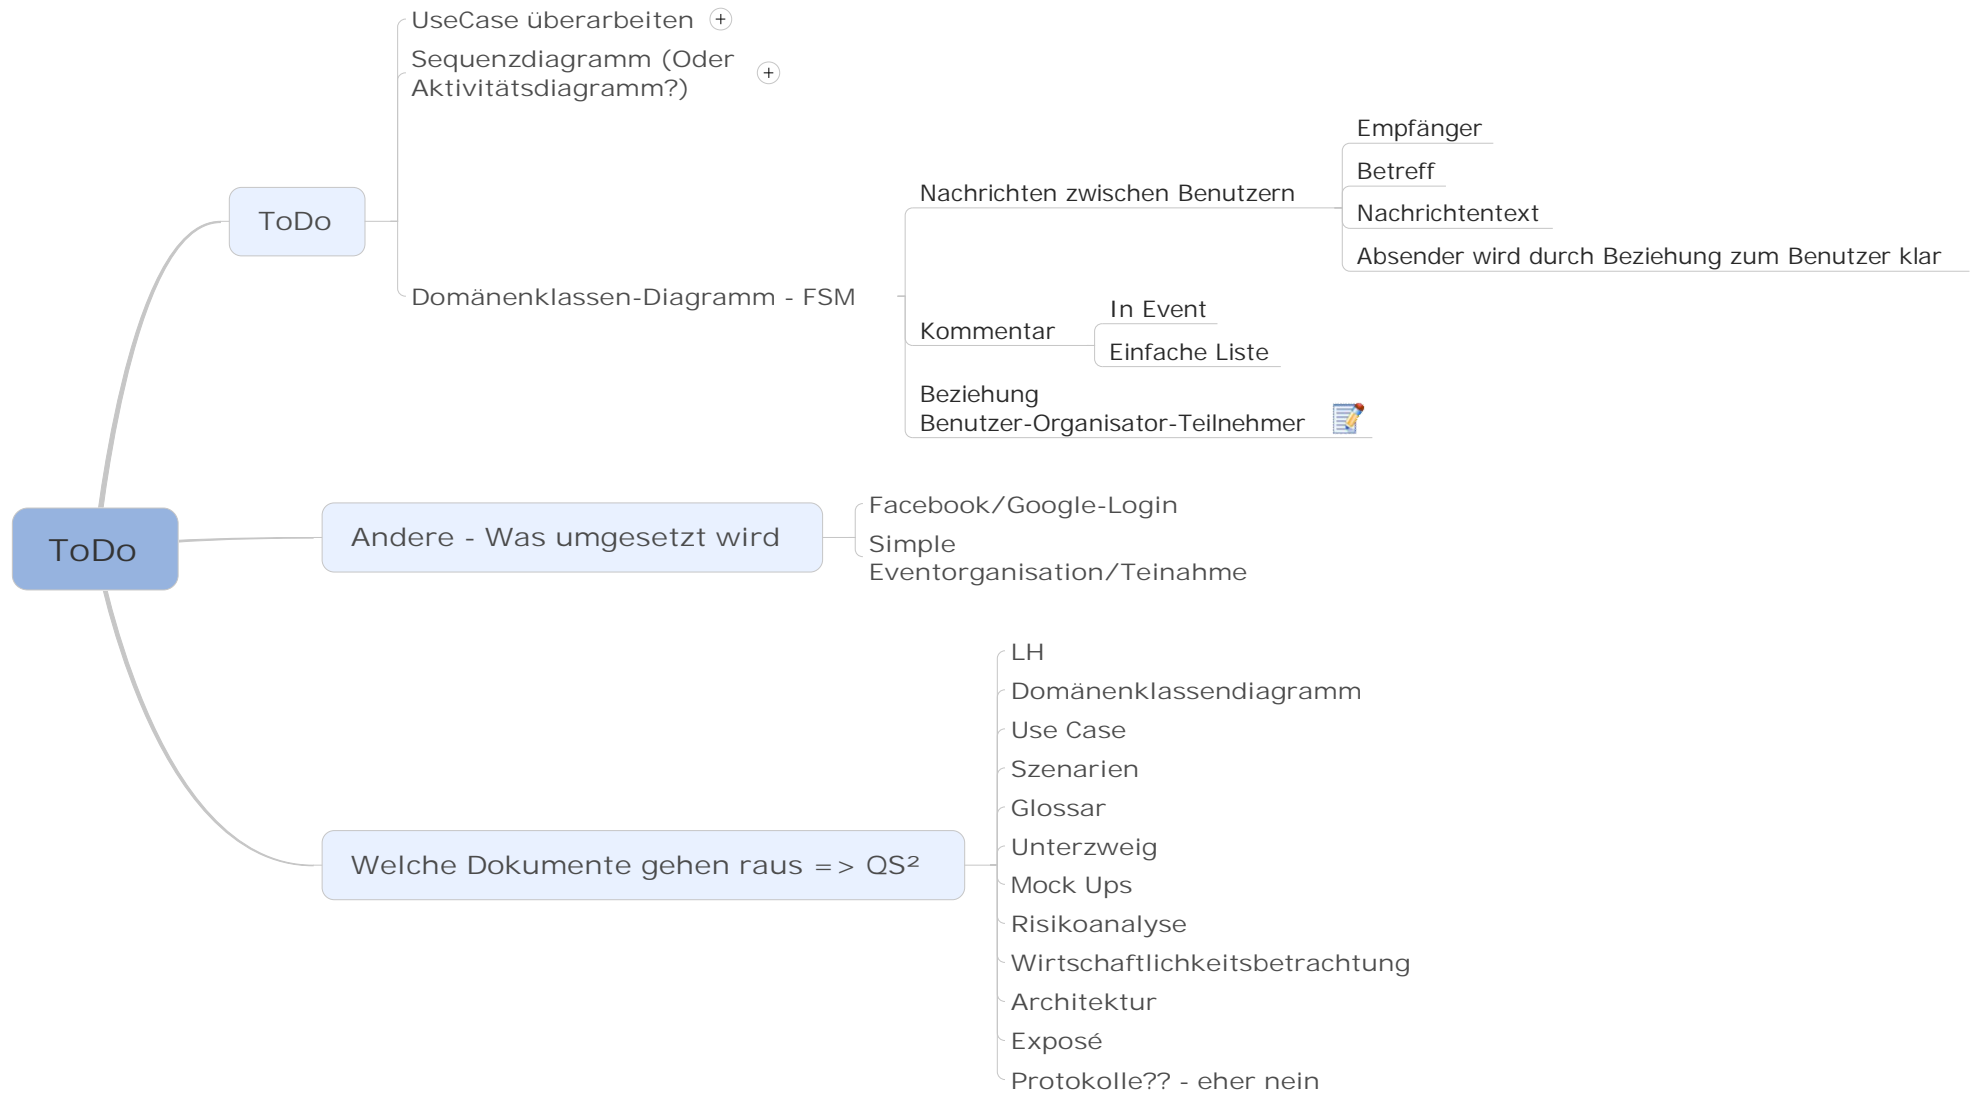 ToDo
ToDo
UseCase überarbeiten
Sequenzdiagramm (Oder
Aktivitätsdiagramm?)
Domänenklassen-Diagramm - FSM
Nachrichten zwischen Benutzern
Empfänger
Betreff
Nachrichtentext
Absender wird durch Beziehung zum Benutzer klar
Kommentar
In Event
Einfache Liste
Beziehung
Benutzer-Organisator-Teilnehmer
Andere - Was umgesetzt wird
Facebook/Google-Login
Simple
Eventorganisation/Teinahme
Welche Dokumente gehen raus => QS²
LH
Domänenklassendiagramm
Use Case
Szenarien
Glossar
Unterzweig
Mock Ups
Risikoanalyse
Wirtschaftlichkeitsbetrachtung
Architektur
Exposé
Protokolle?? - eher nein